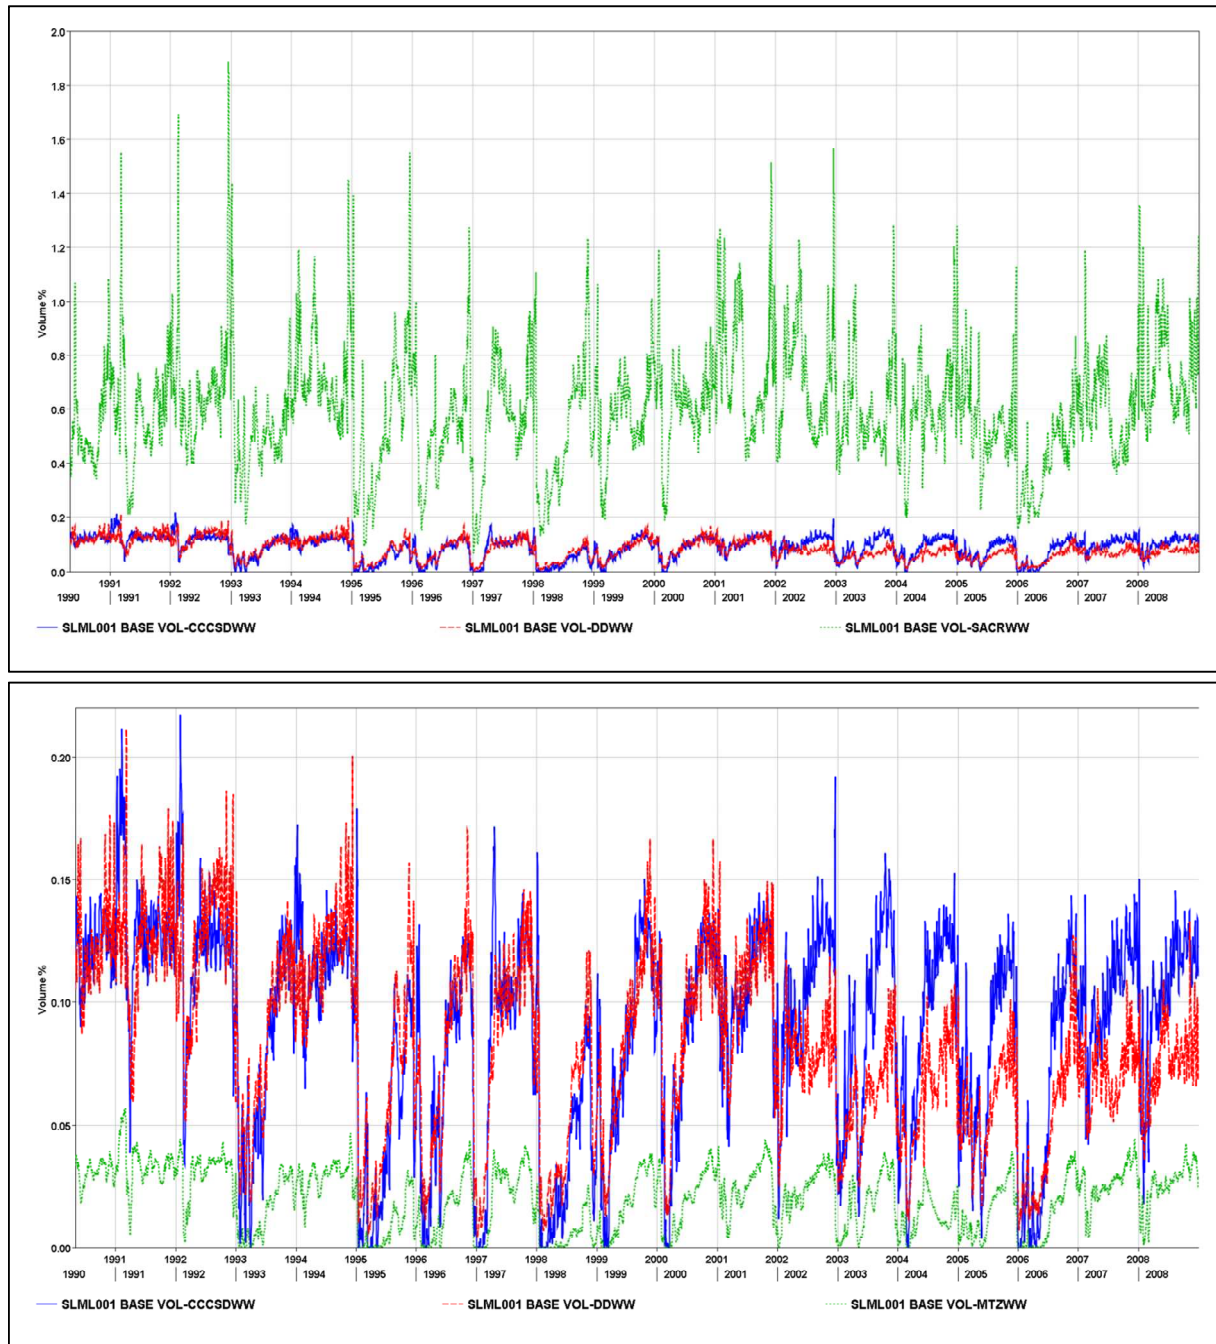 2.0
1.8
1.6
1.4
1.2
1.0
0.8
0.6
0.4
0.2
0.0
Volume %
1991 1992 1993 1994 1995 1996 1997 1998 1999 2000 2001 2002 2003 2004 2005 2006 2007 2008
1990 1991 1992 1993 1994 1995 1996 1997 1998 1999 2000 2001 2002 2003 2004 2005 2006 2007 2008
SLML001 BASE VOL-CCCSDWW SLML001 BASE VOL-DDWW SLML001 BASE VOL-SACRWW
0.20
0.15
0.10
0.05
0.00
Volume %
1991 1992 1993 1994 1995 1996 1997 1998 1999 2000 2001 2002 2003 2004 2005 2006 2007 2008
1990 1991 1992 1993 1994 1995 1996 1997 1998 1999 2000 2001 2002 2003 2004 2005 2006 2007 2008
SLML001 BASE VOL-CCCSDWW SLML001 BASE VOL-DDWW SLML001 BASE VOL-MTZWW